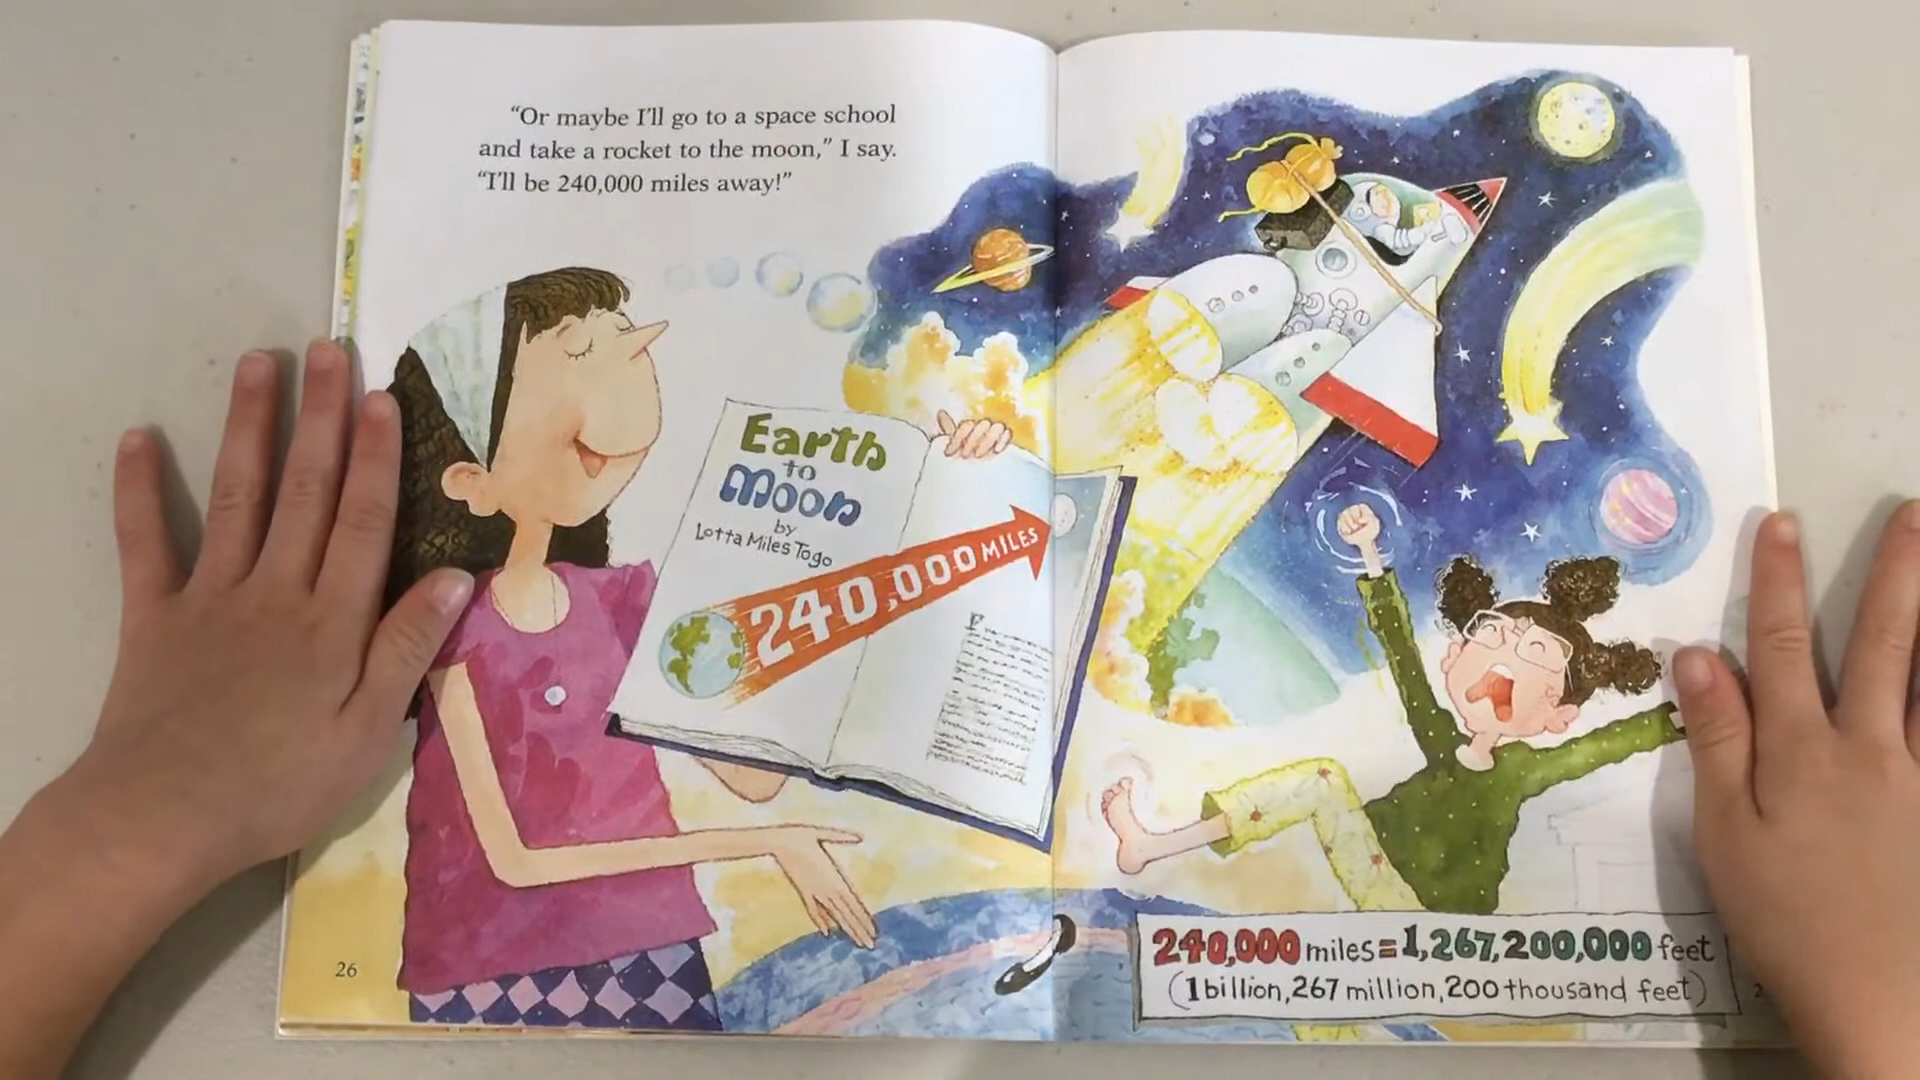 “Or maybe I’ll go to a space school
and take a rocket to the moon,” I say.
“I’ll be 240,000 miles away!”
Earth
to
Moon
by
Lotta Miles Togo
240,000 MILES
240,000 miles = 1,267,200,000 feet
(1 billion, 267 million, 200 thousand feet)
26